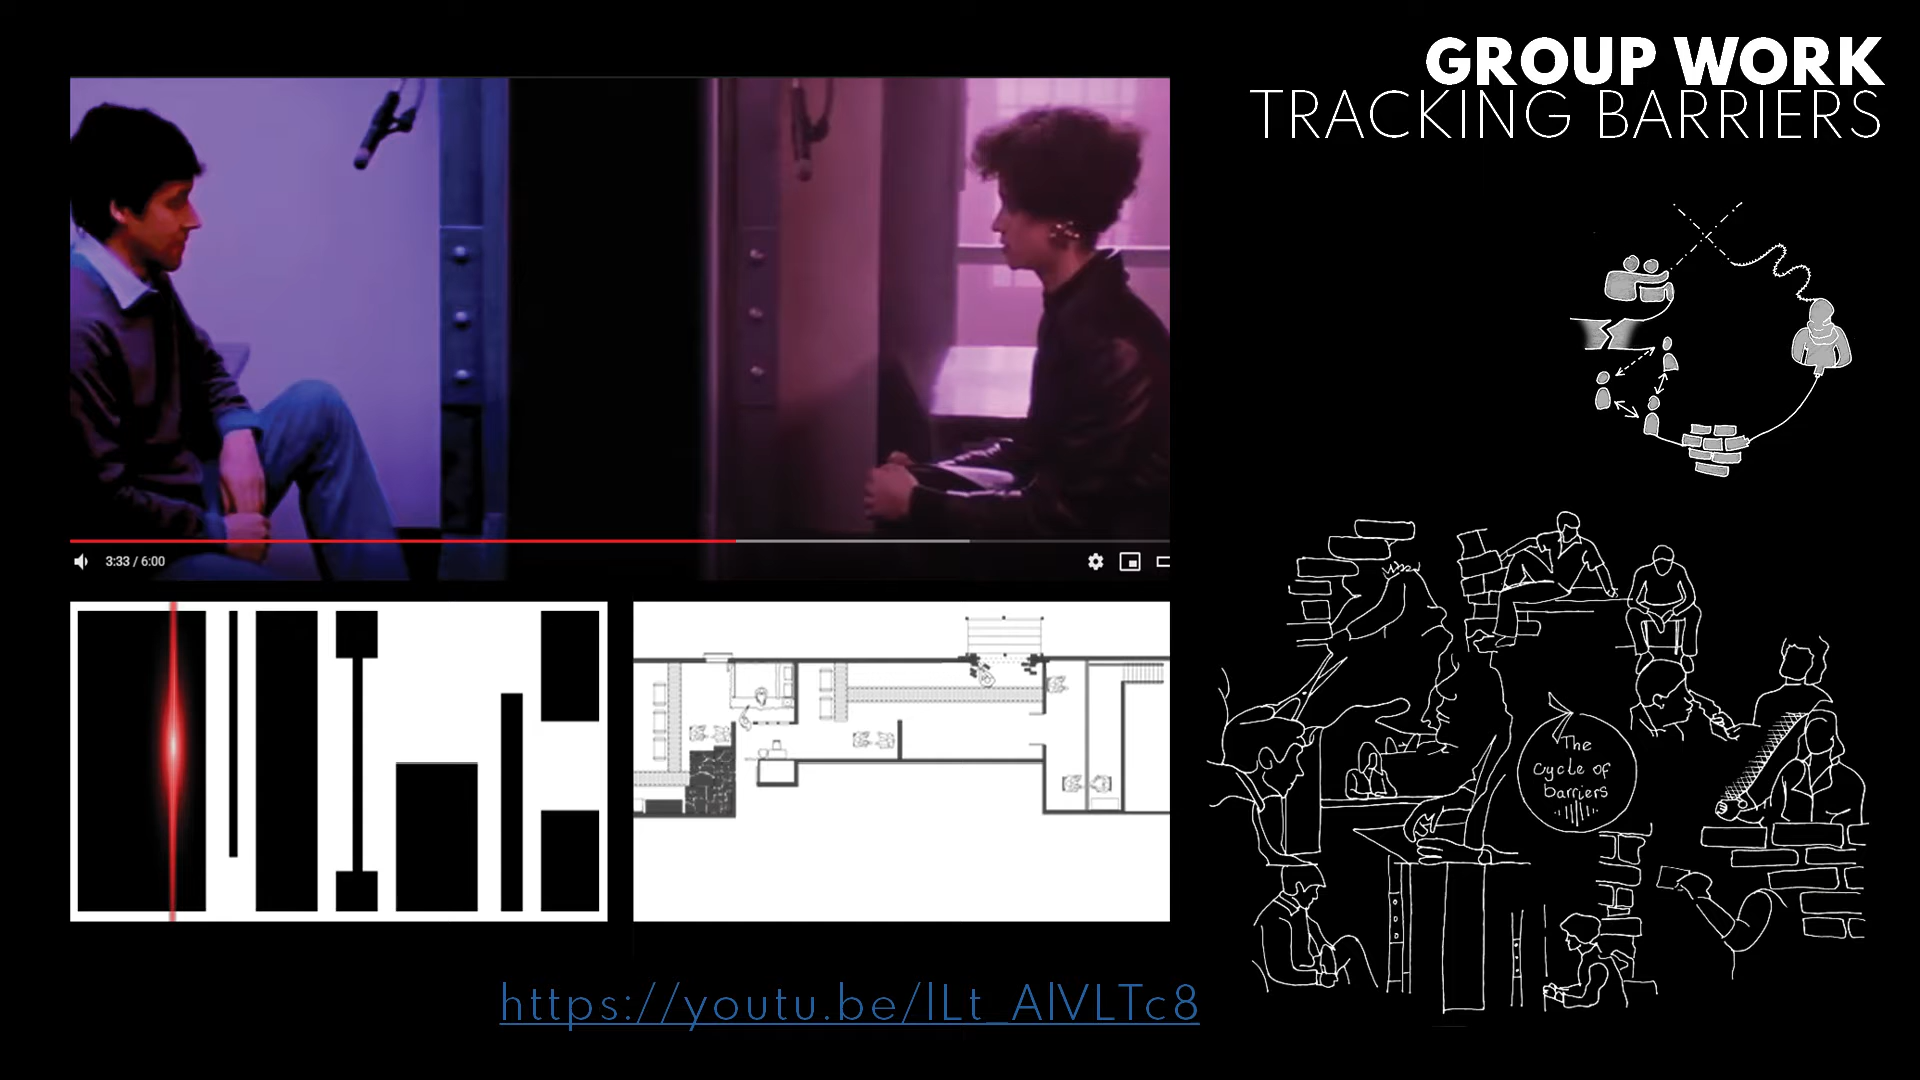 GROUP WORK
TRACKING BARRIERS
3:33 / 6:00
The
Cycle of
barriers
https://youtu.be/lLt_AlVLTc8